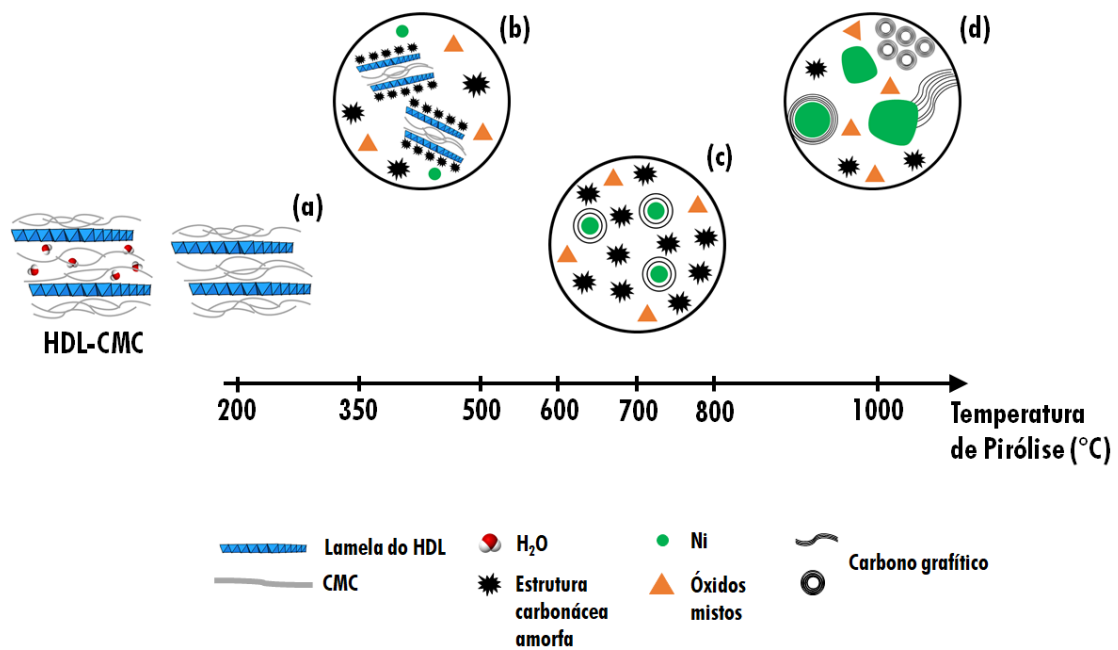 (b)
(d)
(c)
(a)
HDL-CMC
200
350
500
600
700
800
1000
Temperatura
de Pirólise (°C)
Lamela do HDL
H₂O
Ni
CMC
Estrutura
carbonácea
amorfa
Óxidos
mistos
Carbono grafítico